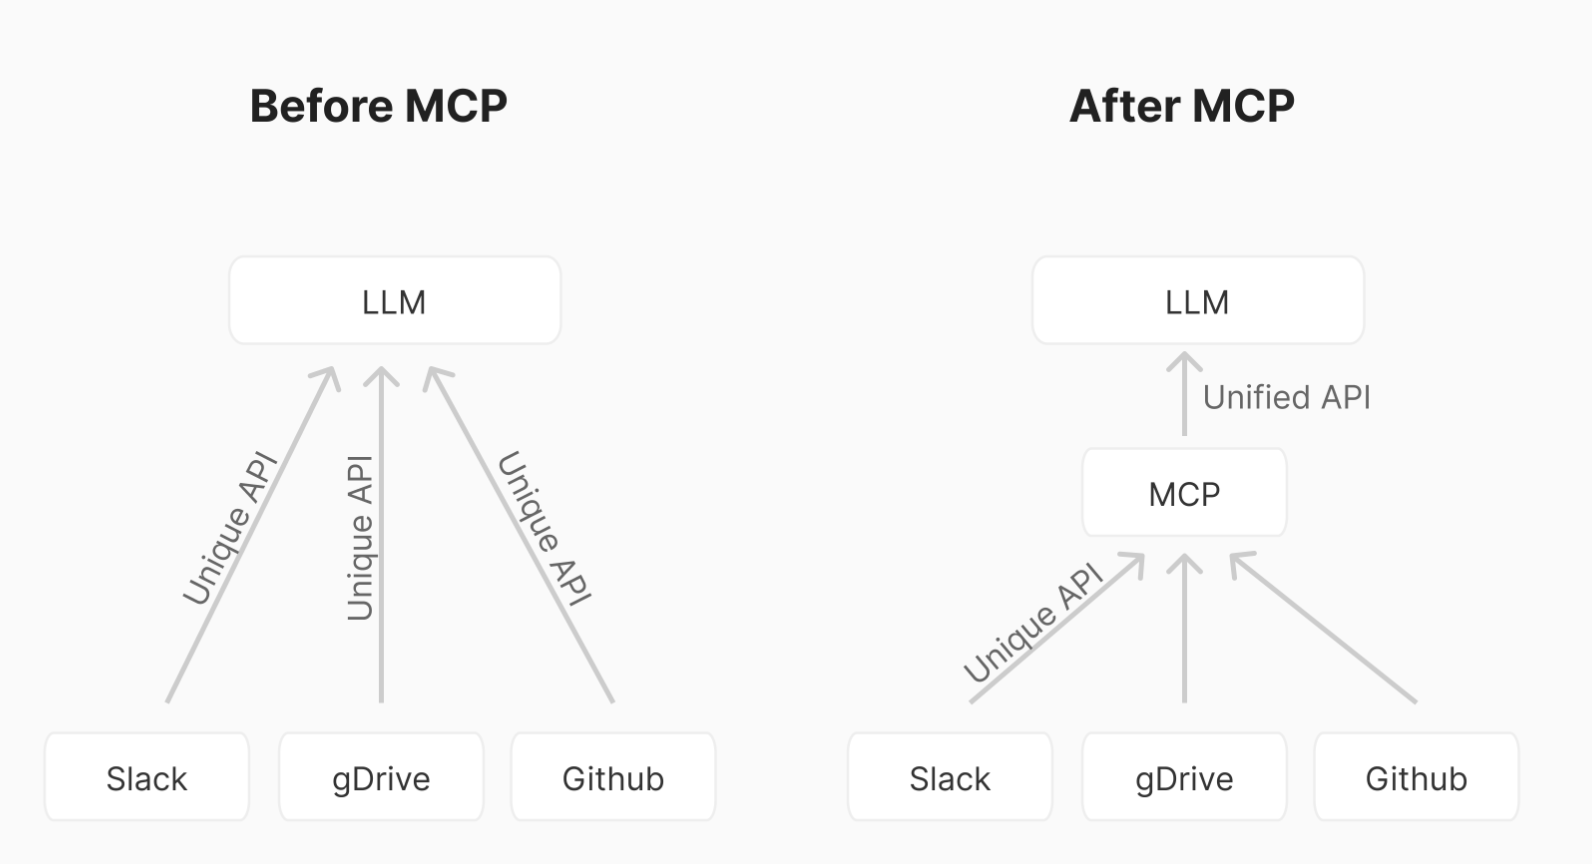 Before MCP
LLM
Unique API
Unique API
Unique API
Slack
gDrive
Github
After MCP
LLM
Unified API
MCP
Unique API
Slack
gDrive
Github